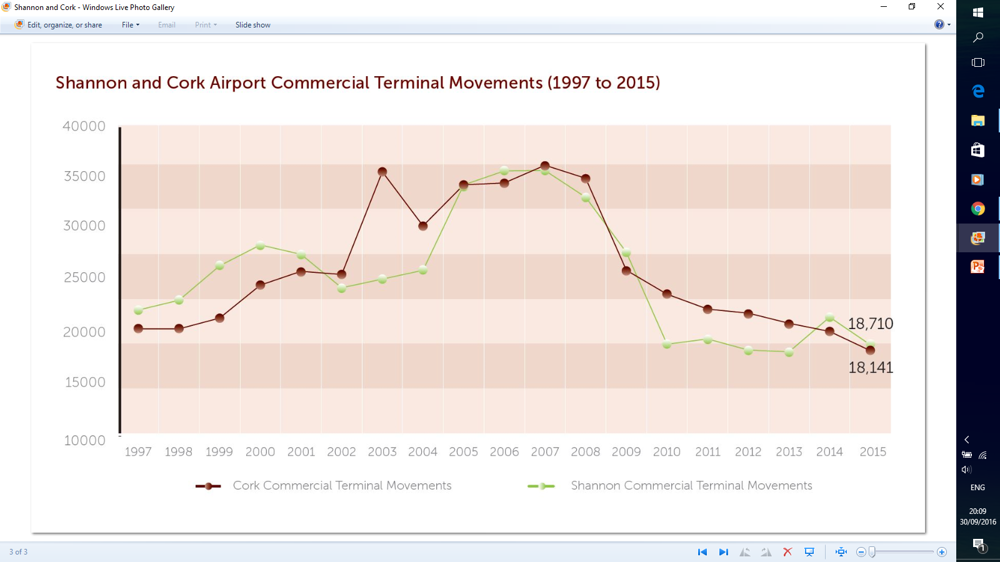 Shannon and Cork - Windows Live Photo Gallery
Edit, organize, or share File Email Print Slide show
Shannon and Cork Airport Commercial Terminal Movements (1997 to 2015)
40000
35000
30000
25000
20000
15000
10000
18,710
18,141
1997 1998 1999 2000 2001 2002 2003 2004 2005 2006 2007 2008 2009 2010 2011 2012 2013 2014 2015
Cork Commercial Terminal Movements Shannon Commercial Terminal Movements
3 of 3
ENG
20:09
30/09/2016
1